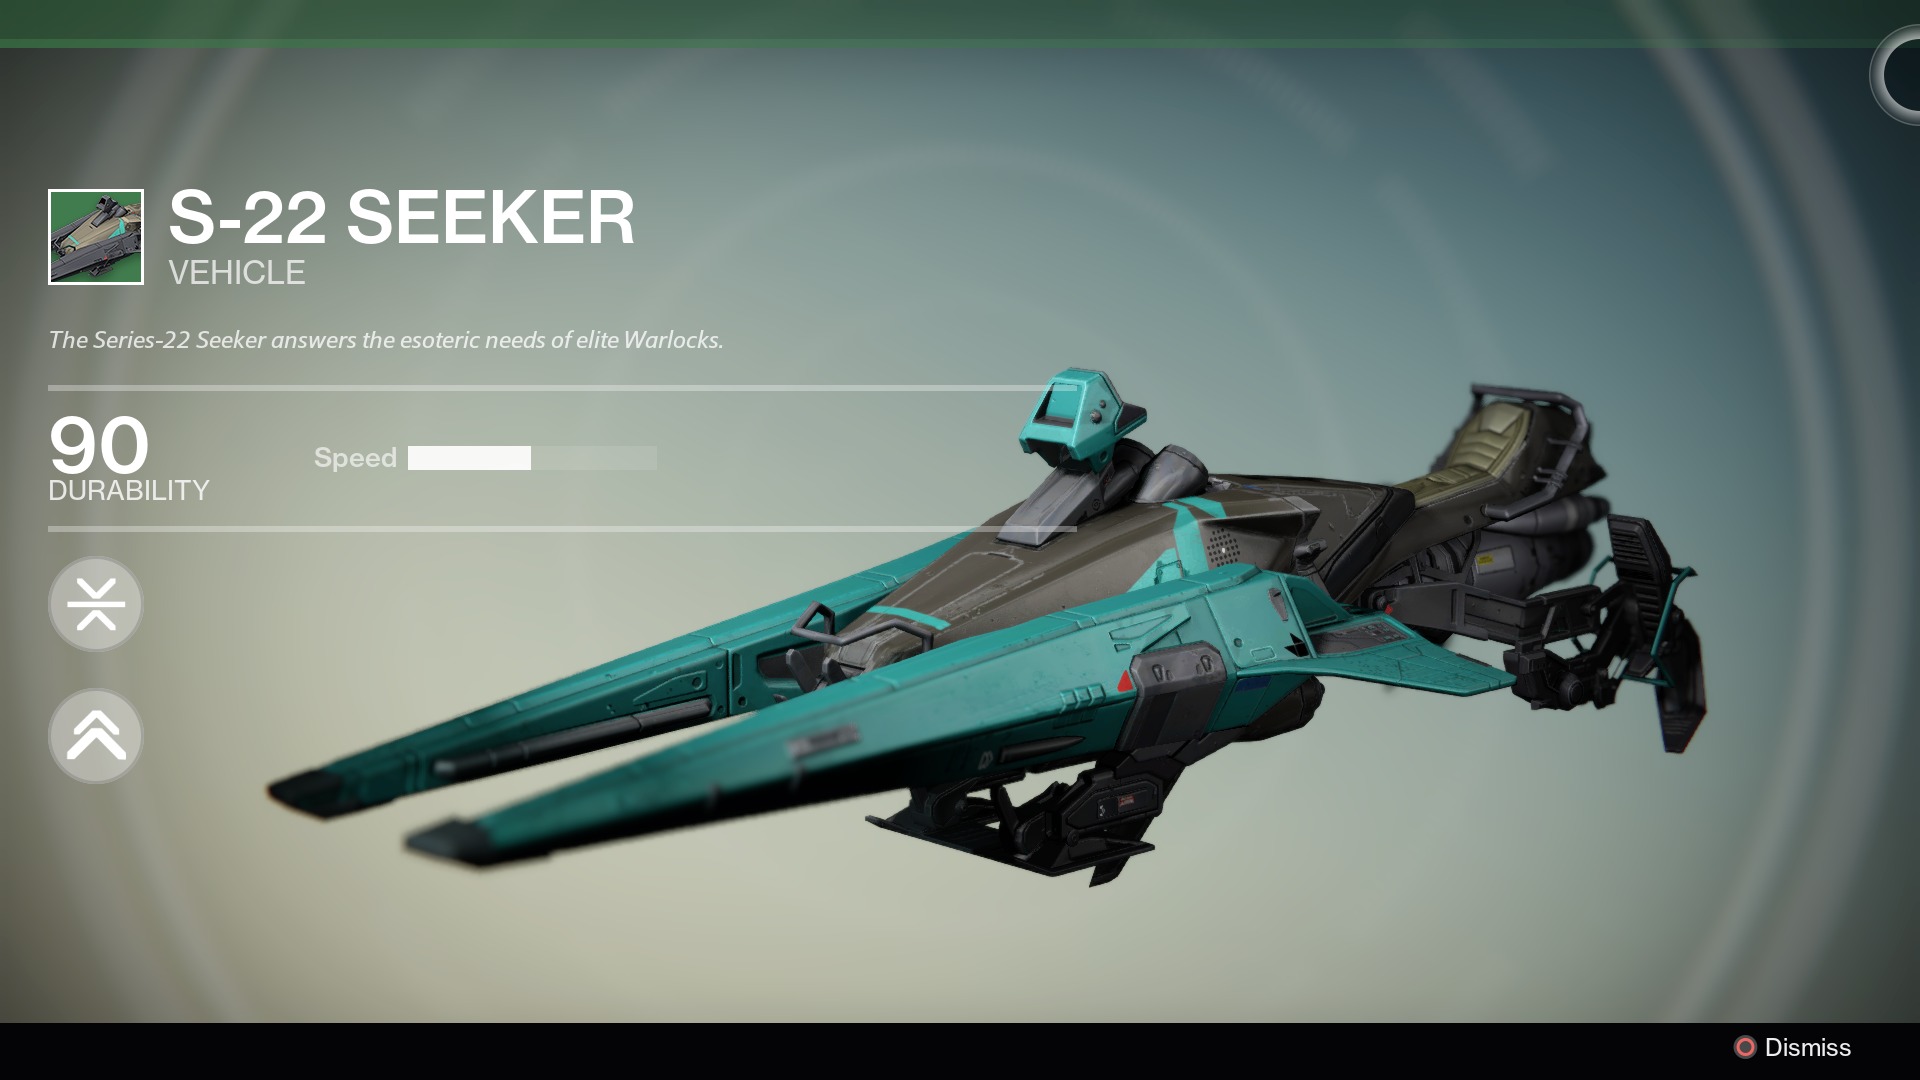 S-22 SEEKER
VEHICLE
The Series-22 Seeker answers the esoteric needs of elite Warlocks.
90
DURABILITY
Speed
Dismiss